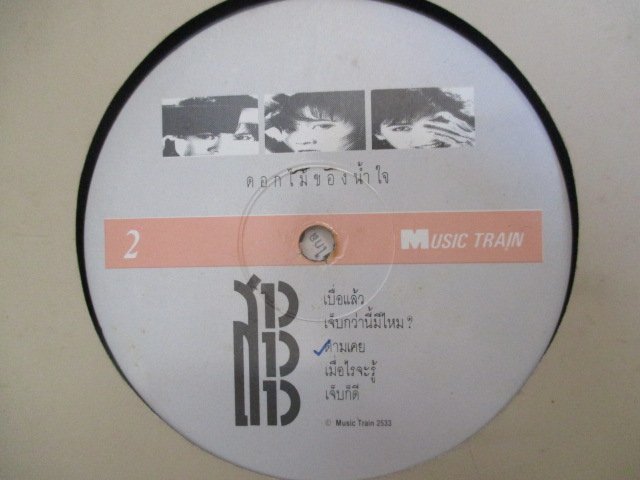 ดอกไม้ของน้ำใจ
2
MUSIC TRAIN
สาว สาว สาว
เบื่อแล้ว
เจ็บกว่านี้มีไหม?
ตามเคย
เมื่อไรจะรู้
เจ็บก็ดี
© Music Train 2533